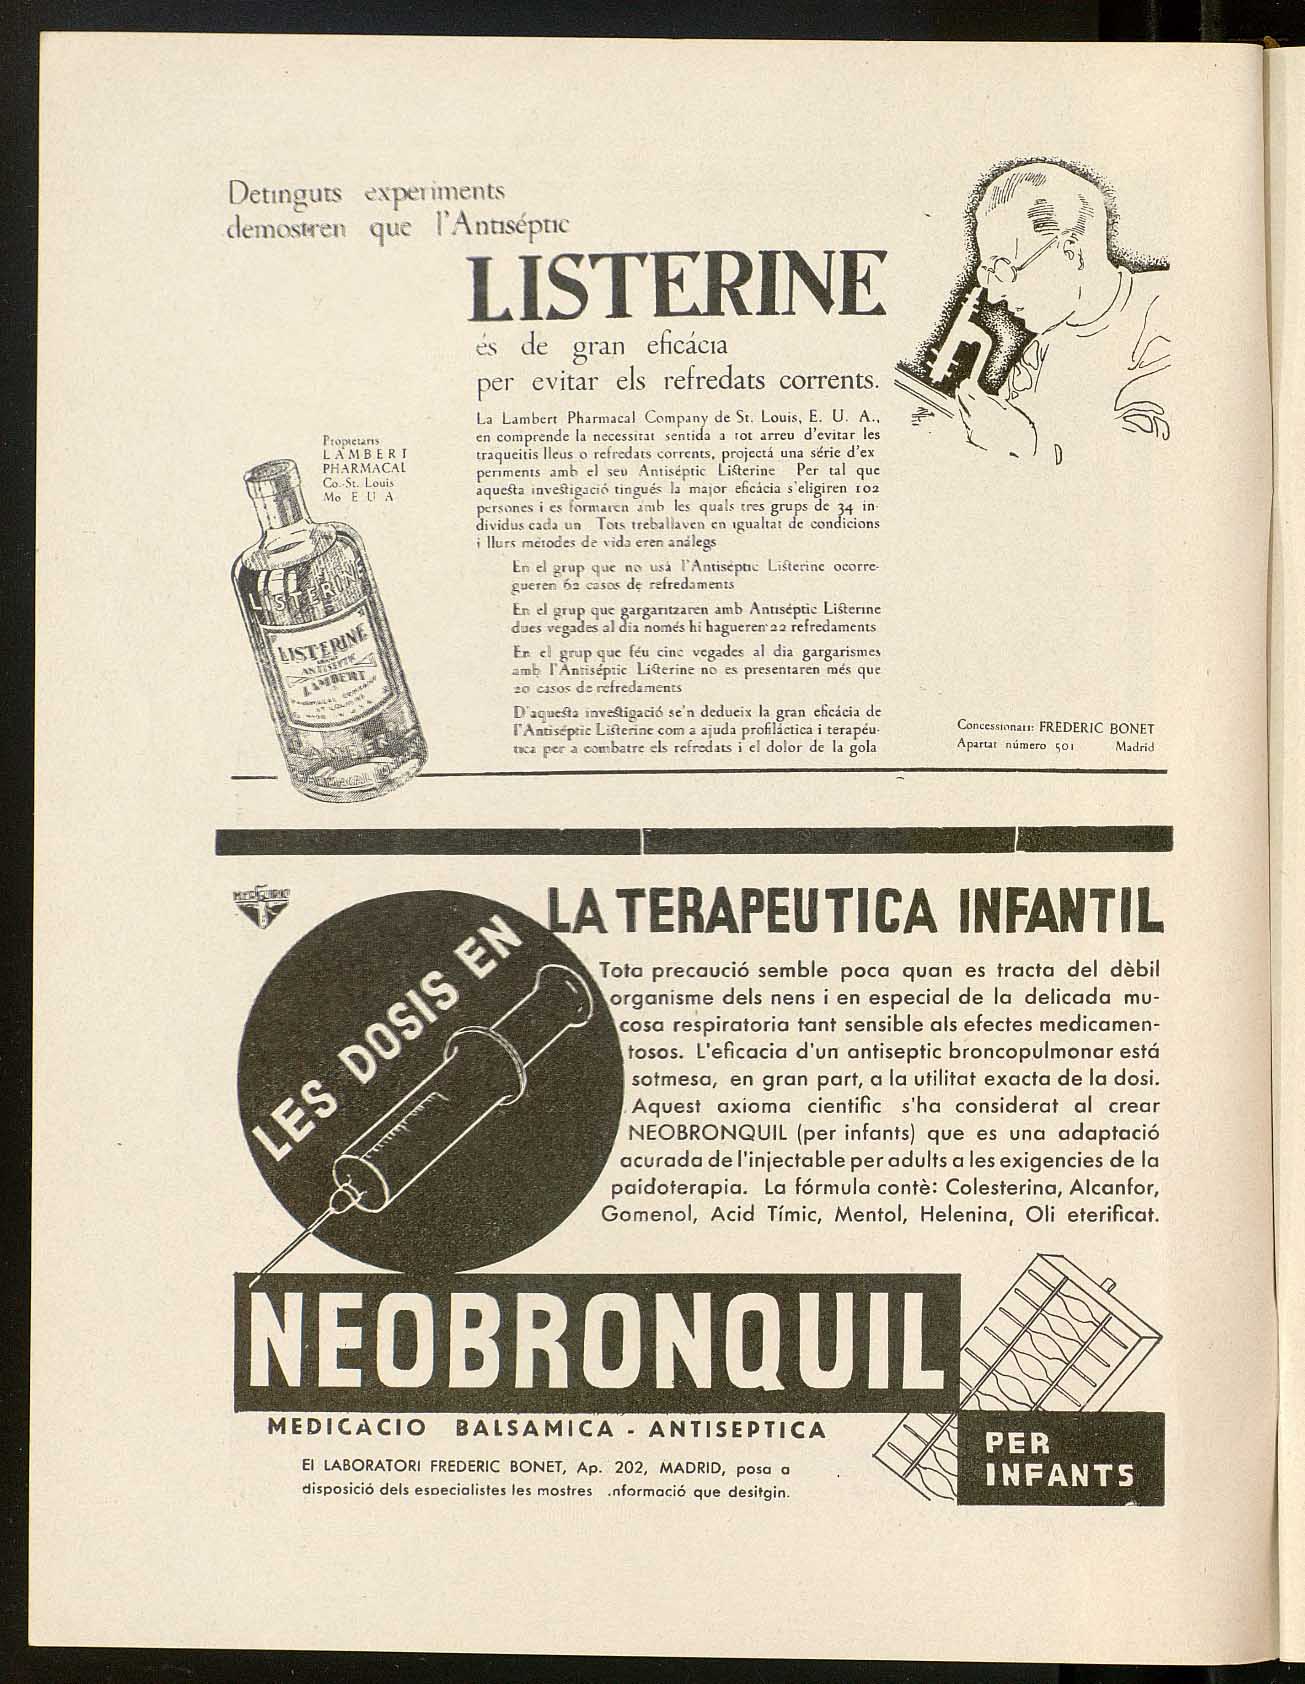 Detinguts experiments
demostren que l'Antiséptic
LISTERINE
és de gran eficácia
per evitar els refredats corrents.
La Lambert Pharmacal Company de St. Louis, E. U. A.,
en comprende la necessitat sentida a tot arreu d'evitar les
traqueitis lleus o refredats corrents, projectá una série d'ex
periments amb el seu Antiséptic Listerine Per tal que
aquesta investigació tingués la major eficácia s'eligiren 102
persones i es formaren amb les quals tres grups de 34 in-
dividus cada un Tots treballaven en igualtat de condicions
i llurs metodes de vida eren análegs
En el grup que no usá l'Antiséptic Listerine ocorre-
gueren 62 casos de refredaments
En el grup que gargaritzaren amb Antiséptic Listerine
dues vegades al dia només hi hagueren 22 refredaments
En el grup que féu cinc vegades al dia gargarismes
amb l'Antiséptic Listerine no es presentaren més que
20 casos de refredaments
D'aquesta investigació se'n dedueix la gran eficácia de
l'Antiséptic Listerine com a ajuda profiláctica i terapéu-
tica per a combatre els refredats i el dolor de la gola
Propietaris
LAMBERT
PHARMACAL
Co.-St. Louis
Mo E U A
LISTERINE
LISTERINE
ANTISEPTIC
LAMBERT
Concessionari: FREDERIC BONET
Apartat número 501 Madrid
LES DOSIS EN
LA TERAPEUTICA INFANTIL
Tota precaució semble poca quan es tracta del dèbil
organisme dels nens i en especial de la delicada mu-
cosa respiratoria tant sensible als efectes medicamen-
tosos. L'eficacia d'un antiseptic broncopulmonar está
sotmesa, en gran part, a la utilitat exacta de la dosi.
Aquest axioma cientific s'ha considerat al crear
NEOBRONQUIL (per infants) que es una adaptació
acurada de l'injectable per adults a les exigencies de la
paidoterapia. La fórmula contè: Colesterina, Alcanfor,
Gomenol, Acid Tímic, Mentol, Helenina, Oli eterificat.
NEOBRONQUIL
MEDICÀCIO BALSAMICA - ANTISEPTICA
PER
INFANTS
El LABORATORI FREDERIC BONET, Ap. 202, MADRID, posa a
disposició dels especialistes les mostres .nformació que desitgin.